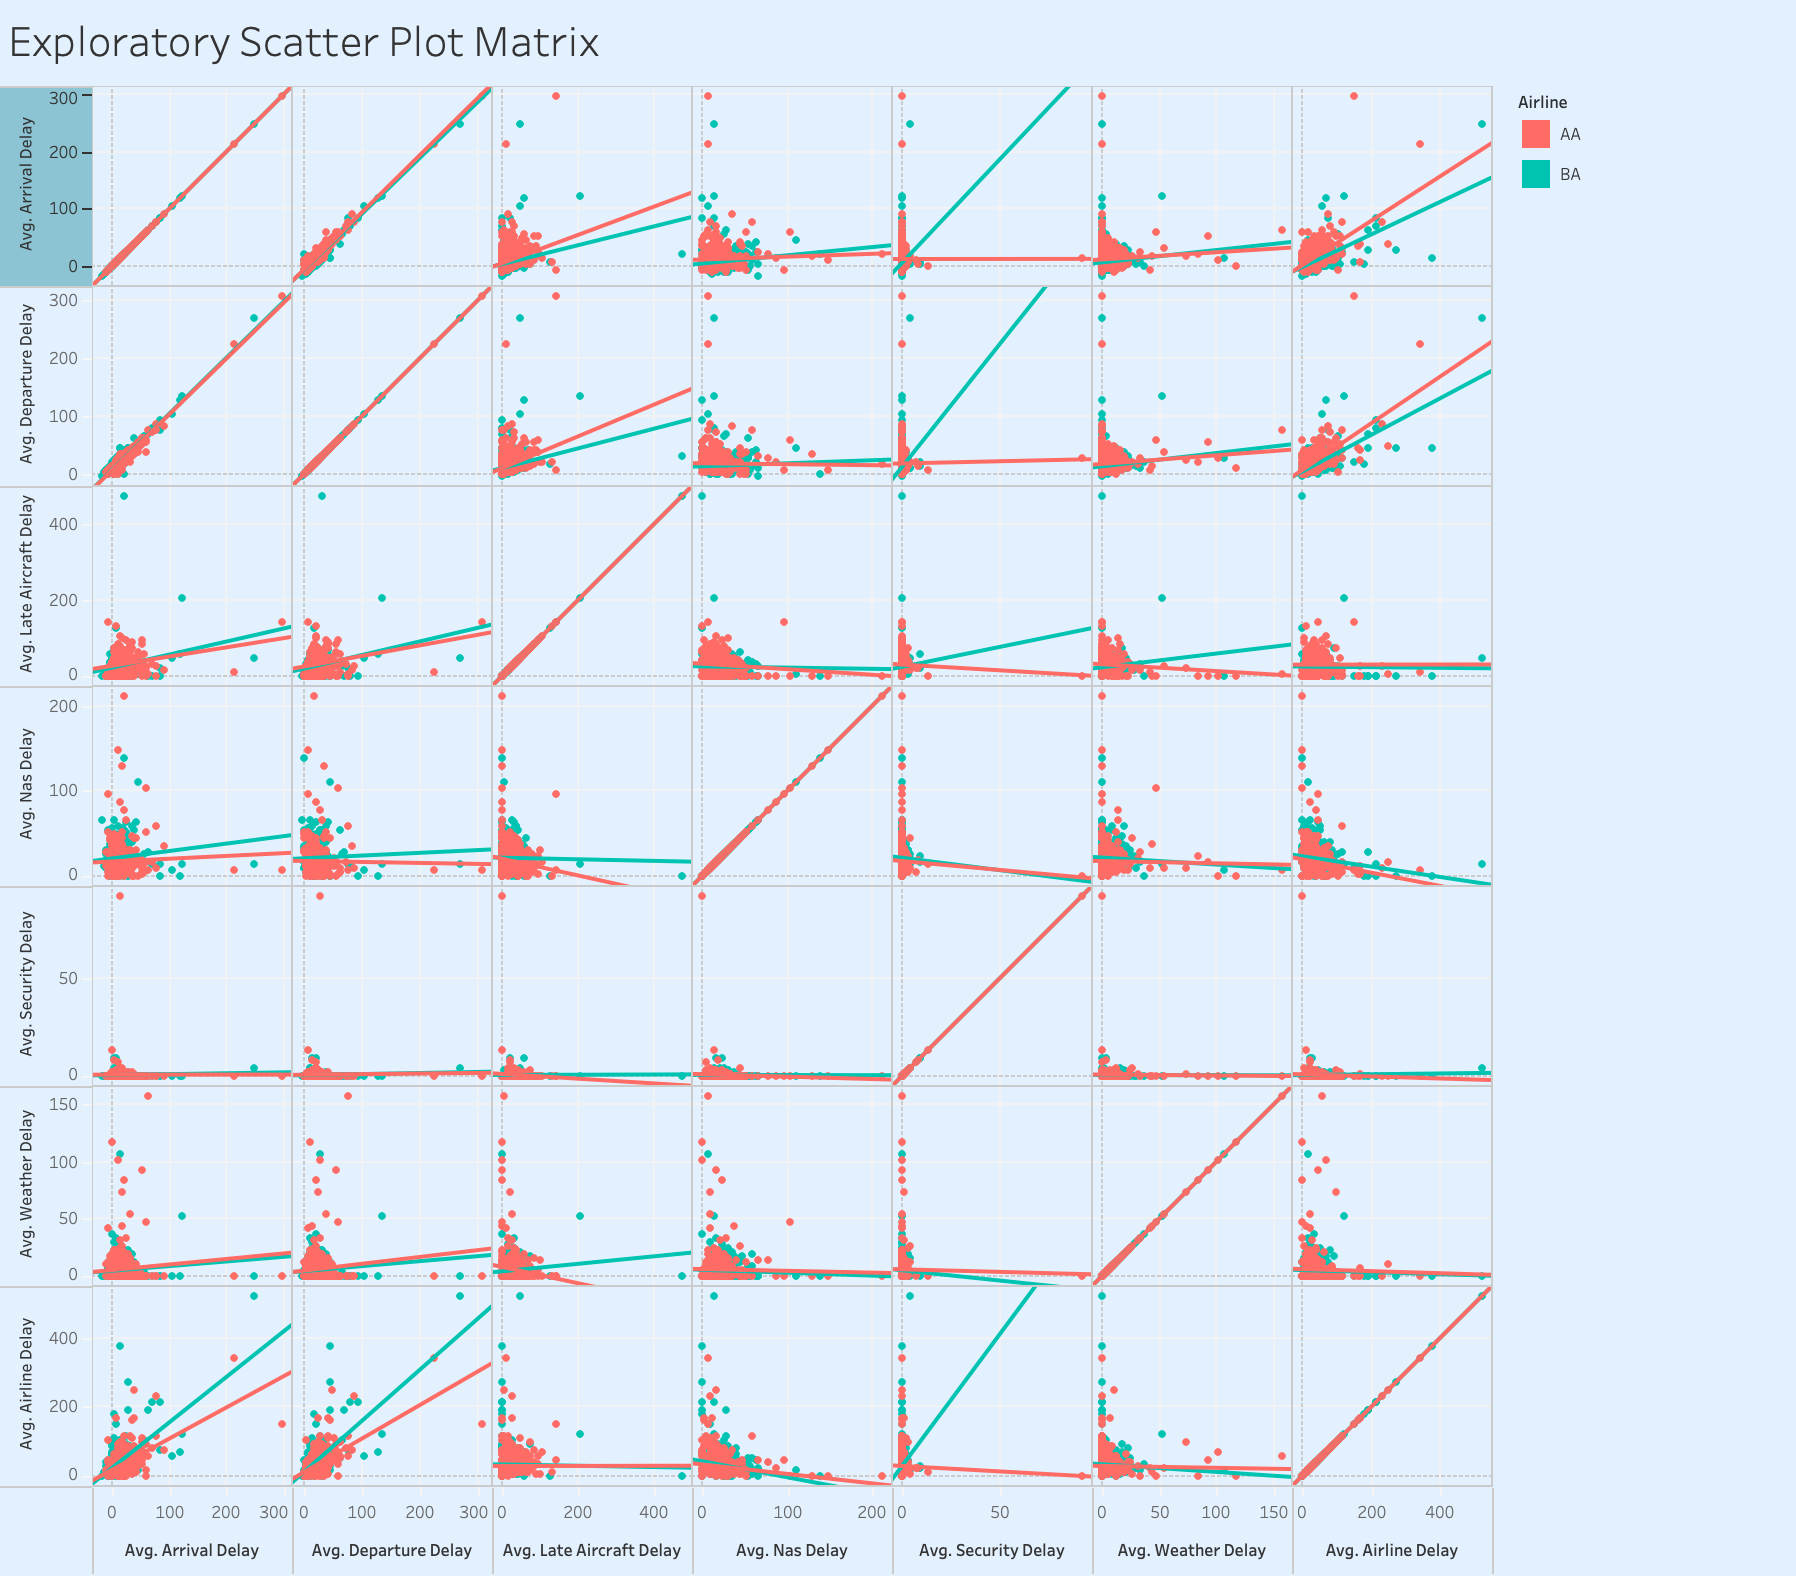 Exploratory Scatter Plot Matrix
Airline
AA
BA
Avg. Arrival Delay
300
200
100
0
Avg. Departure Delay
300
200
100
0
Avg. Late Aircraft Delay
400
200
0
Avg. Nas Delay
200
100
0
Avg. Security Delay
50
0
Avg. Weather Delay
150
100
50
0
Avg. Airline Delay
400
200
0
0 100 200 300 0 100 200 300 0 200 400 0 100 200 0 50 0 50 100 150 0 200 400
Avg. Arrival Delay Avg. Departure Delay Avg. Late Aircraft Delay Avg. Nas Delay Avg. Security Delay Avg. Weather Delay Avg. Airline Delay